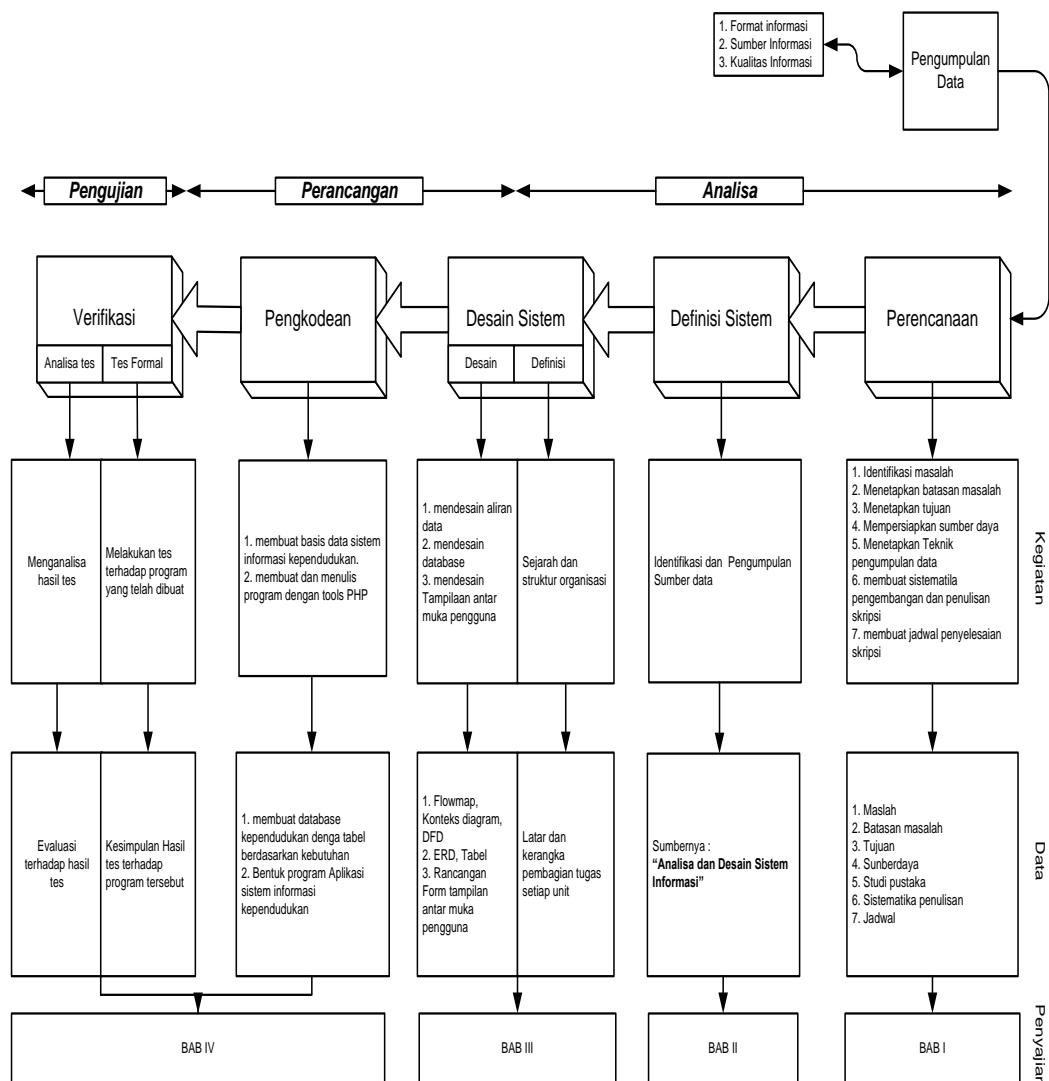 1. Format informasi
2. Sumber Informasi
3. Kualitas Informasi
Pengumpulan
Data
Pengujian
Perancangan
Analisa
Verifikasi
Analisa tes
Tes Formal
Pengkodean
Desain Sistem
Desain
Definisi
Definisi Sistem
Perencanaan
Menganalisa
hasil tes
Melakukan tes
terhadap program
yang telah dibuat
1. membuat basis data sistem
informasi kependudukan.
2. membuat dan menulis
program dengan tools PHP
1. mendesain aliran
data
2. mendesain
database
3. mendesain
Tampilaan antar
muka pengguna
Sejarah dan
struktur organisasi
Identifikasi dan Pengumpulan
Sumber data
1. Identifikasi masalah
2. Menetapkan batasan masalah
3. Menetapkan tujuan
4. Mempersiapkan sumber daya
5. Menetapkan Teknik
pengumpulan data
6. membuat sistematila
pengembangan dan penulisan
skripsi
7. membuat jadwal penyelesaian
skripsi
Kegiatan
Evaluasi
terhadap hasil
tes
Kesimpulan Hasil
tes terhadap
program tersebut
1. membuat database
kependudukan denga tabel
berdasarkan kebutuhan
2. Bentuk program Aplikasi
sistem informasi
kependudukan
1. Flowmap,
Konteks diagram,
DFD
2. ERD, Tabel
3. Rancangan
Form tampilan
antar muka
pengguna
Latar dan
kerangka
pembagian tugas
setiap unit
Sumbernya :
“Analisa dan Desain Sistem
Informasi”
1. Maslah
2. Batasan masalah
3. Tujuan
4. Sunberdaya
5. Studi pustaka
6. Sistematika penulisan
7. Jadwal
Data
BAB IV
BAB III
BAB II
BAB I
Penyajian